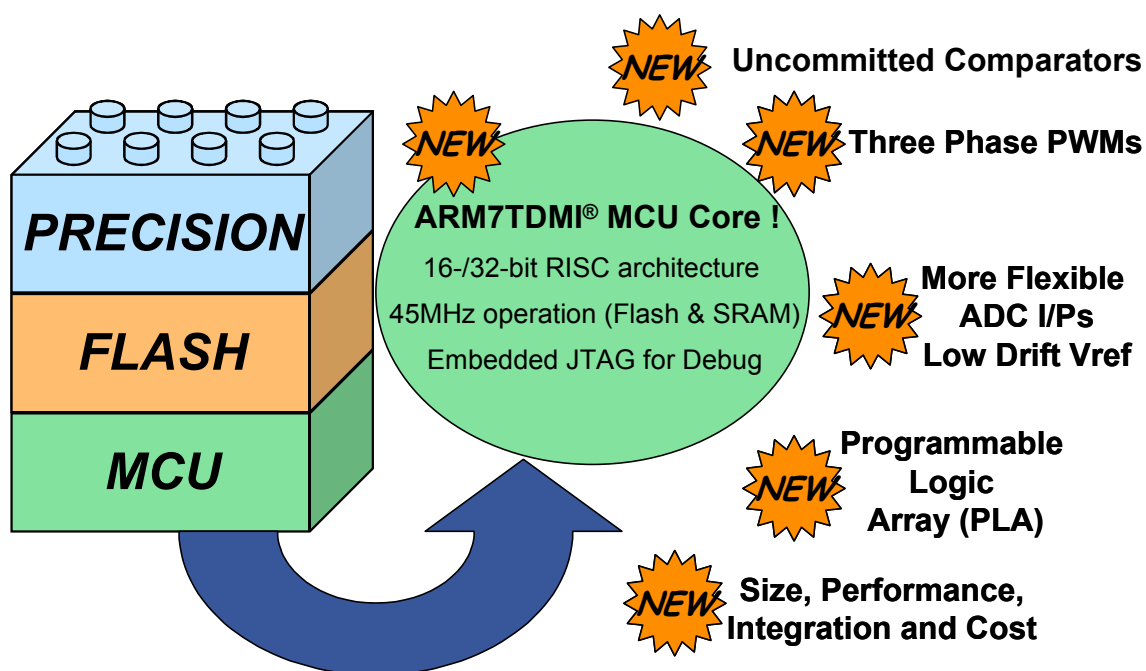 NEW
Uncommitted Comparators
NEW
NEW
Three Phase PWMs
PRECISION
FLASH
MCU
ARM7TDMI® MCU Core !
16-/32-bit RISC architecture
45MHz operation (Flash & SRAM)
Embedded JTAG for Debug
NEW
More Flexible
ADC I/Ps
Low Drift Vref
NEW
Programmable
Logic
Array (PLA)
NEW
Size, Performance,
Integration and Cost